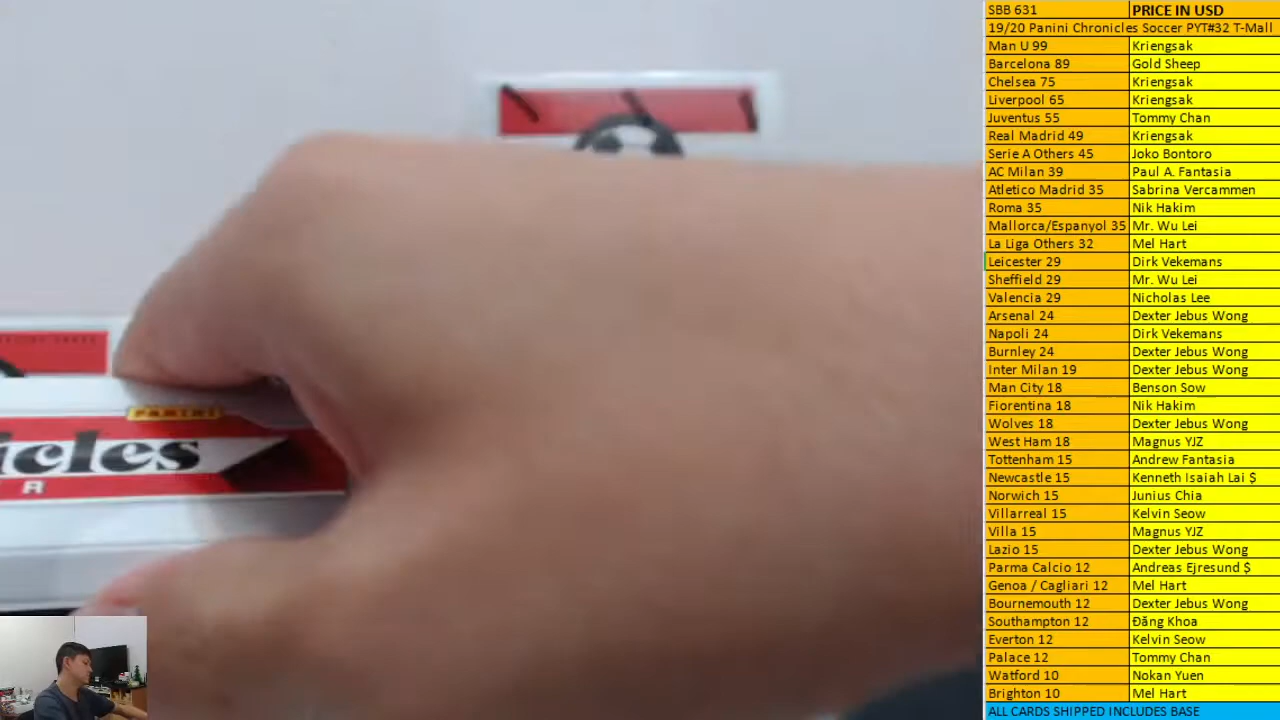 PANINI
icles
R
SBB 631 PRICE IN USD
19/20 Panini Chronicles Soccer PYT#32 T-Mall
Man U 99 Kriengsak
Barcelona 89 Gold Sheep
Chelsea 75 Kriengsak
Liverpool 65 Kriengsak
Juventus 55 Tommy Chan
Real Madrid 49 Kriengsak
Serie A Others 45 Joko Bontoro
AC Milan 39 Paul A. Fantasia
Atletico Madrid 35 Sabrina Vercammen
Roma 35 Nik Hakim
Mallorca/Espanyol 35 Mr. Wu Lei
La Liga Others 32 Mel Hart
Leicester 29 Dirk Vekemans
Sheffield 29 Mr. Wu Lei
Valencia 29 Nicholas Lee
Arsenal 24 Dexter Jebus Wong
Napoli 24 Dirk Vekemans
Burnley 24 Dexter Jebus Wong
Inter Milan 19 Dexter Jebus Wong
Man City 18 Benson Sow
Fiorentina 18 Nik Hakim
Wolves 18 Dexter Jebus Wong
West Ham 18 Magnus YJZ
Tottenham 15 Andrew Fantasia
Newcastle 15 Kenneth Isaiah Lai $
Norwich 15 Junius Chia
Villarreal 15 Kelvin Seow
Villa 15 Magnus YJZ
Lazio 15 Dexter Jebus Wong
Parma Calcio 12 Andreas Ejresund $
Genoa / Cagliari 12 Mel Hart
Bournemouth 12 Dexter Jebus Wong
Southampton 12 Đăng Khoa
Everton 12 Kelvin Seow
Palace 12 Tommy Chan
Watford 10 Nokan Yuen
Brighton 10 Mel Hart
ALL CARDS SHIPPED INCLUDES BASE